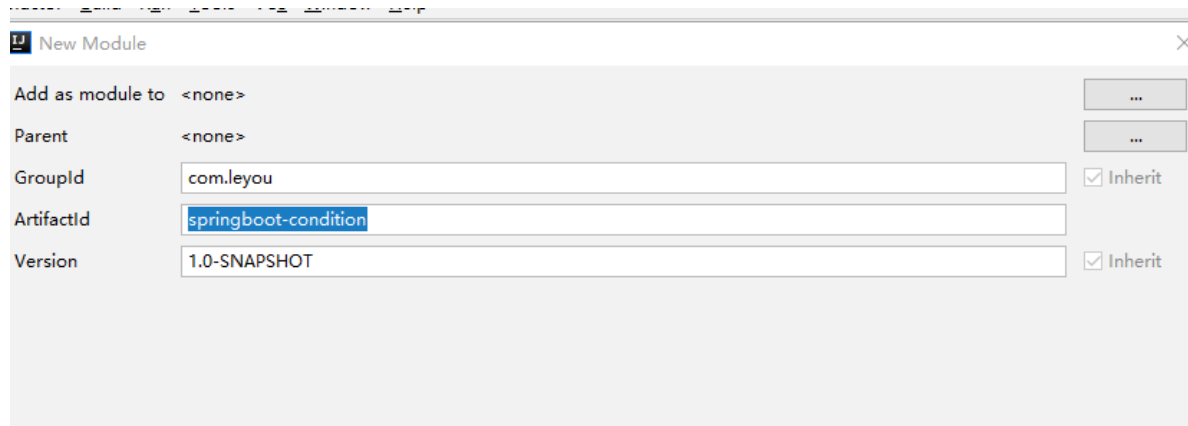 New Module
Add as module to <none> ...
Parent <none> ...
GroupId com.leyou Inherit
ArtifactId springboot-condition
Version 1.0-SNAPSHOT Inherit